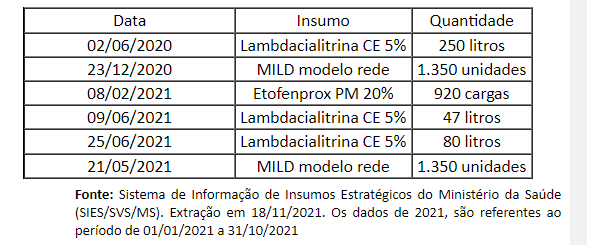 Data Insumo Quantidade
02/06/2020 Lambdacialitrina CE 5% 250 litros
23/12/2020 MILD modelo rede 1.350 unidades
08/02/2021 Etofenprox PM 20% 920 cargas
09/06/2021 Lambdacialitrina CE 5% 47 litros
25/06/2021 Lambdacialitrina CE 5% 80 litros
21/05/2021 MILD modelo rede 1.350 unidades
Fonte: Sistema de Informação de Insumos Estratégicos do Ministério da Saúde
(SIES/SVS/MS). Extração em 18/11/2021. Os dados de 2021, são referentes ao
período de 01/01/2021 a 31/10/2021